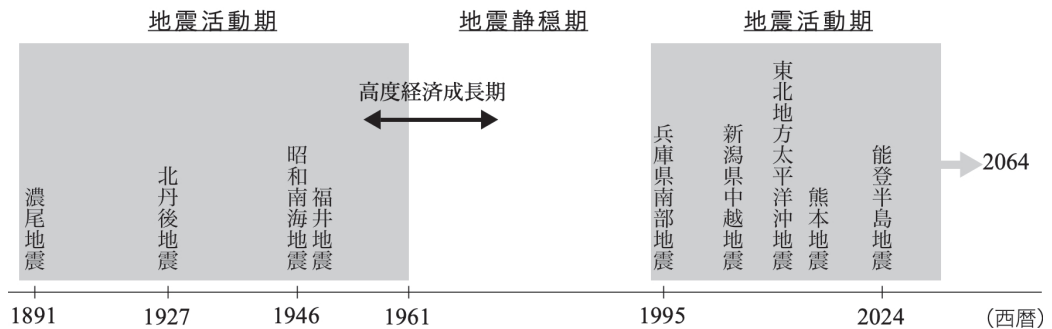 地震活動期
地震静穏期
地震活動期
高度経済成長期
濃尾地震
北丹後地震
昭和南海地震
福井地震
兵庫県南部地震
新潟県中越地震
東北地方太平洋沖地震
熊本地震
能登半島地震
2064
1891
1927
1946
1961
1995
2024
(西暦)